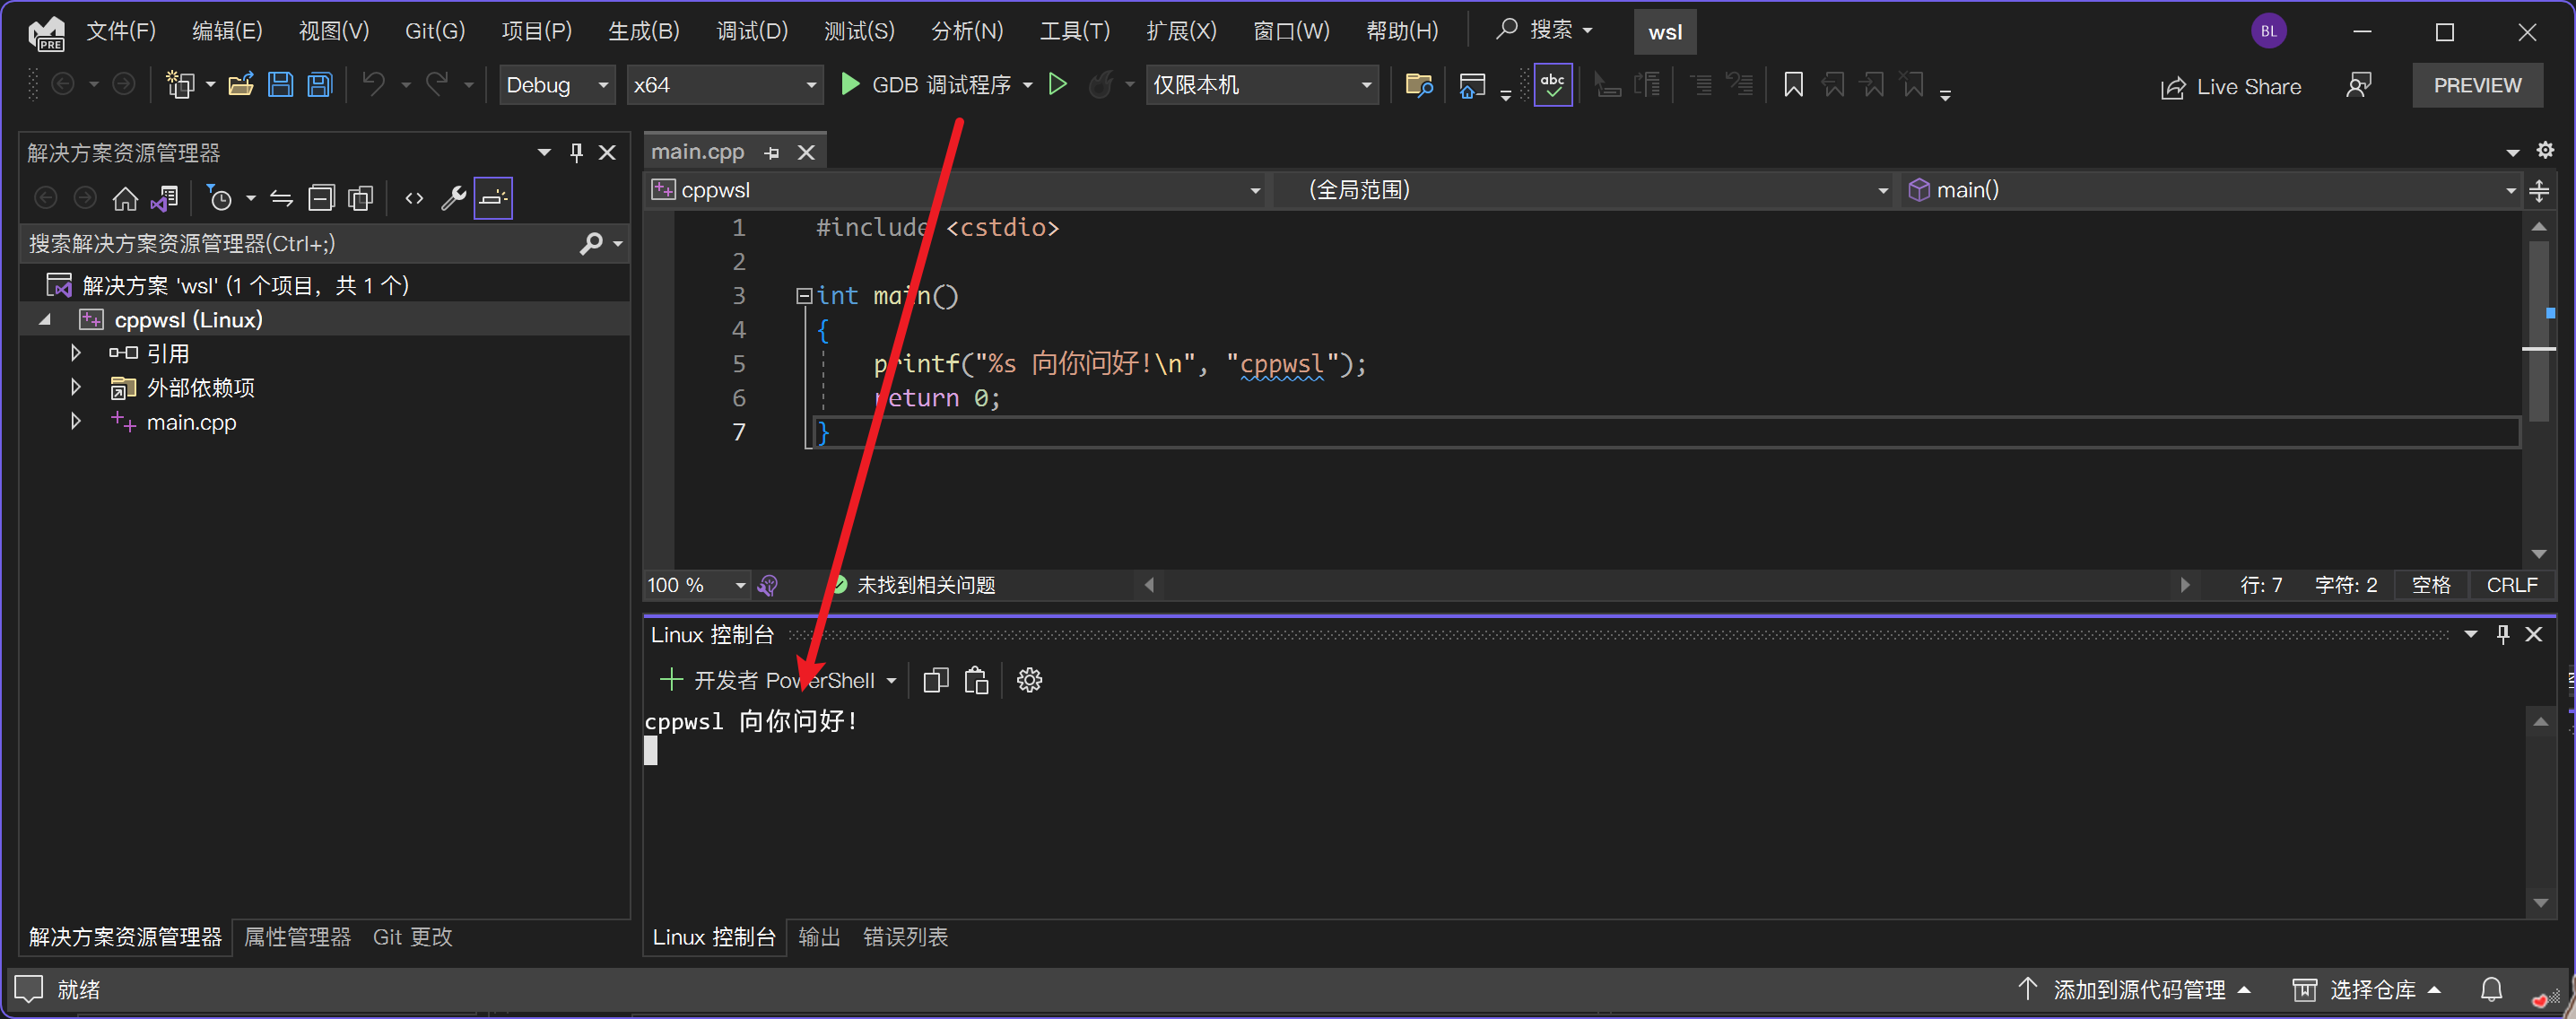 PRE 文件(F) 编辑(E) 视图(V) Git(G) 项目(P) 生成(B) 调试(D) 测试(S) 分析(N) 工具(T) 扩展(X) 窗口(W) 帮助(H) 搜索 wsl BL
Debug x64 GDB 调试程序 仅限本机 abc Live Share PREVIEW
解决方案资源管理器
搜索解决方案资源管理器(Ctrl+;)
解决方案 'wsl' (1 个项目，共 1 个)
cppwsl (Linux)
引用
外部依赖项
main.cpp
解决方案资源管理器 属性管理器 Git 更改
main.cpp
cppwsl (全局范围) main()
1 #include <cstdio>
2
3 int main()
4 {
5 printf("%s 向你问好!\n", "cppwsl");
6 return 0;
7 }
100 % 未找到相关问题 行: 7 字符: 2 空格 CRLF
Linux 控制台
开发者 PowerShell
cppwsl 向你问好!
Linux 控制台 输出 错误列表
就绪 添加到源代码管理 选择仓库